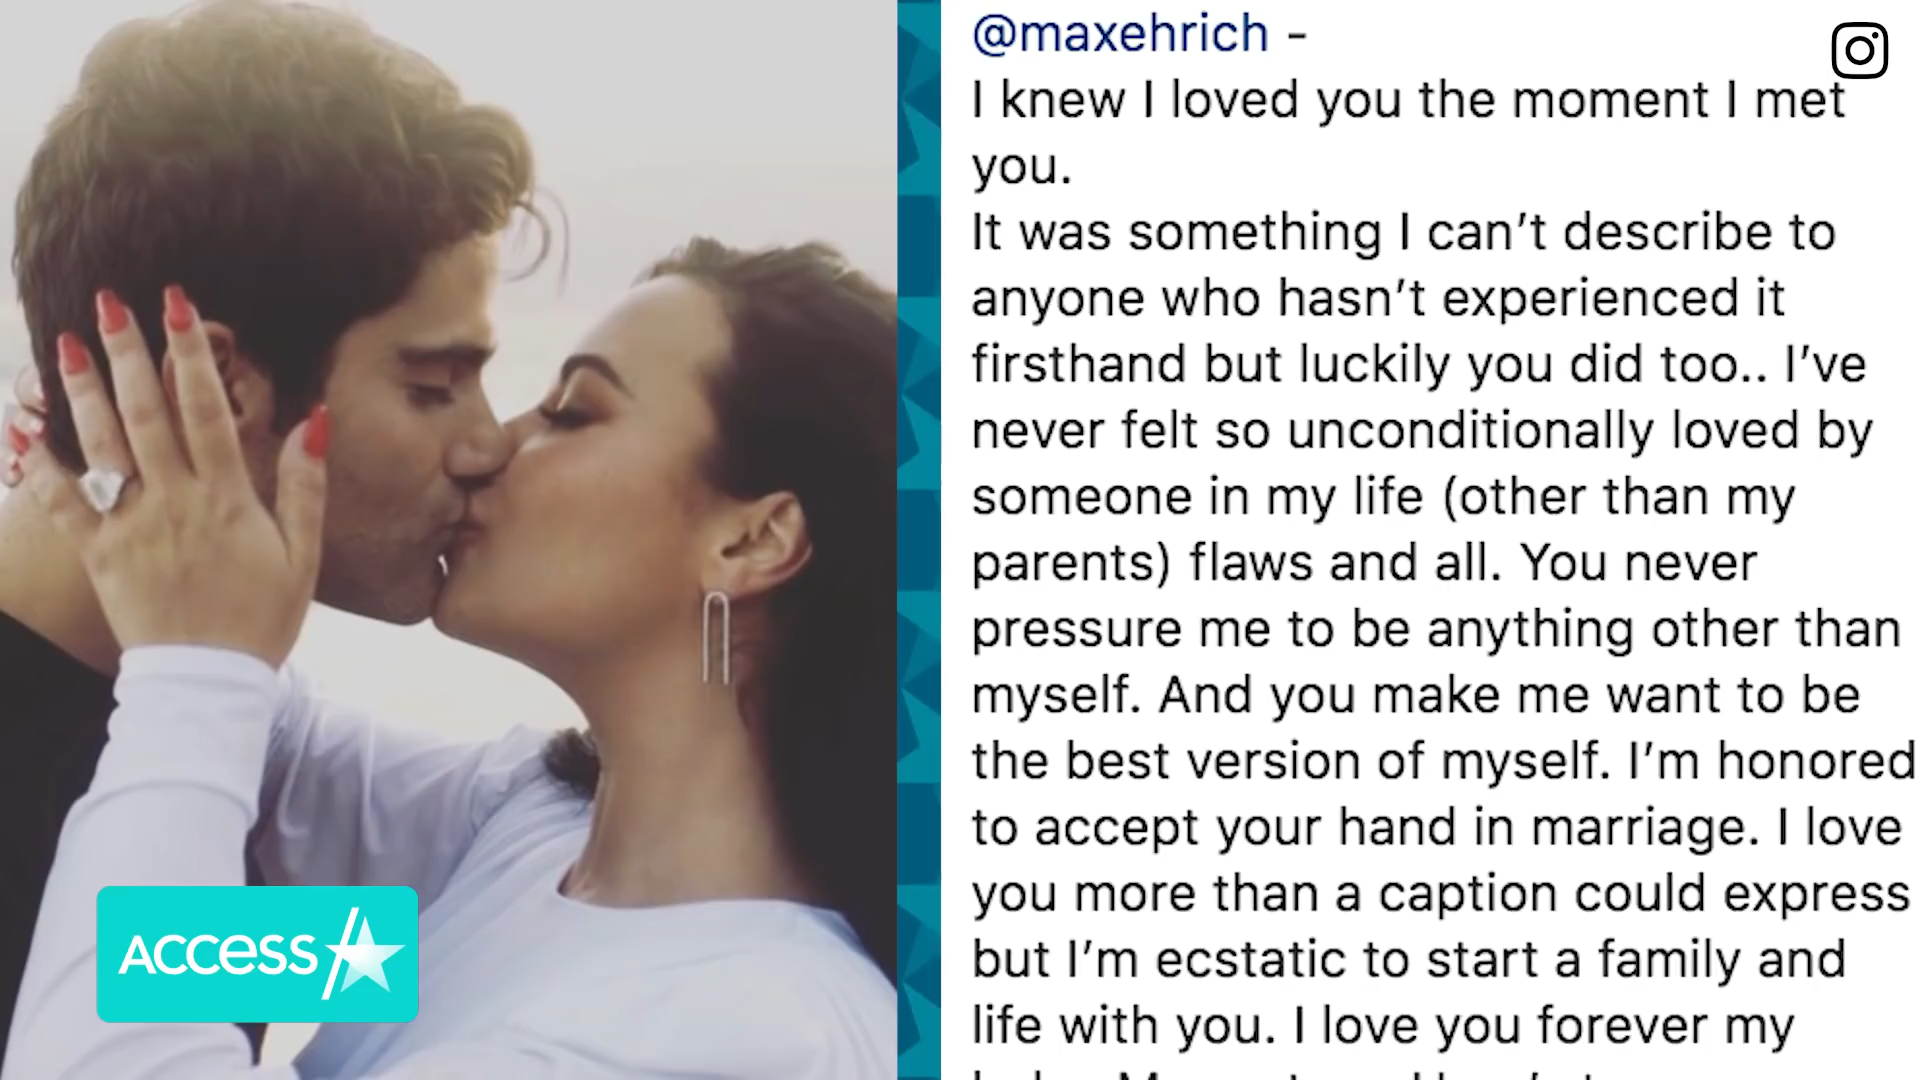 @maxehrich -
I knew I loved you the moment I met
you.
It was something I can't describe to
anyone who hasn't experienced it
firsthand but luckily you did too.. I've
never felt so unconditionally loved by
someone in my life (other than my
parents) flaws and all. You never
pressure me to be anything other than
myself. And you make me want to be
the best version of myself. I'm honored
to accept your hand in marriage. I love
you more than a caption could express
but I'm ecstatic to start a family and
life with you. I love you forever my
ACCESS